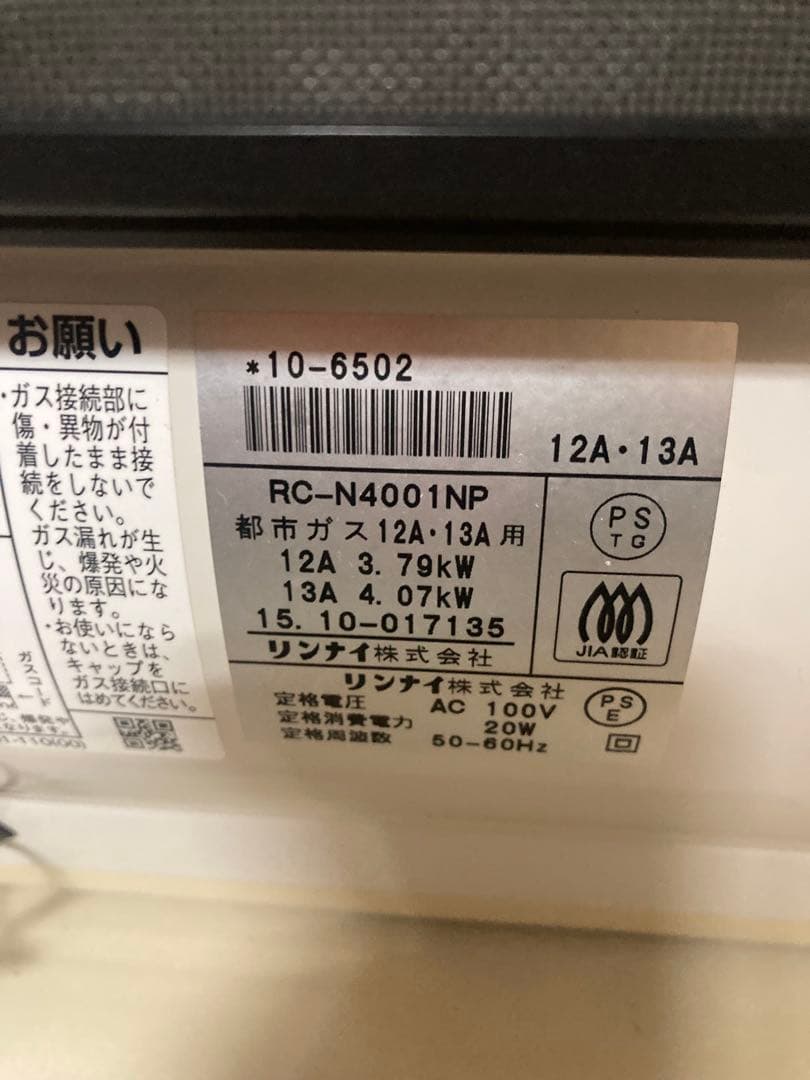 お願い
・ガス接続部に
傷・異物が付
着したまま接
続をしないで
ください。
ガス漏れが生
じ、爆発や火
災の原因にな
ります。
・お使いになら
ないときは、
キャップを
ガス接続口に
はめてください。
ガスコード
*10-6502
12A・13A
RC-N4001NP
都市ガス12A・13A用
12A 3.79kW
13A 4.07kW
15.10-017135
リンナイ株式会社
PS
TG
JIA認証
リンナイ株式会社
定格電圧 AC 100V
定格消費電力 20W
定格周波数 50-60Hz
PS
E